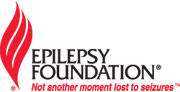 EPILEPSY
FOUNDATION®
Not another moment lost to seizures™